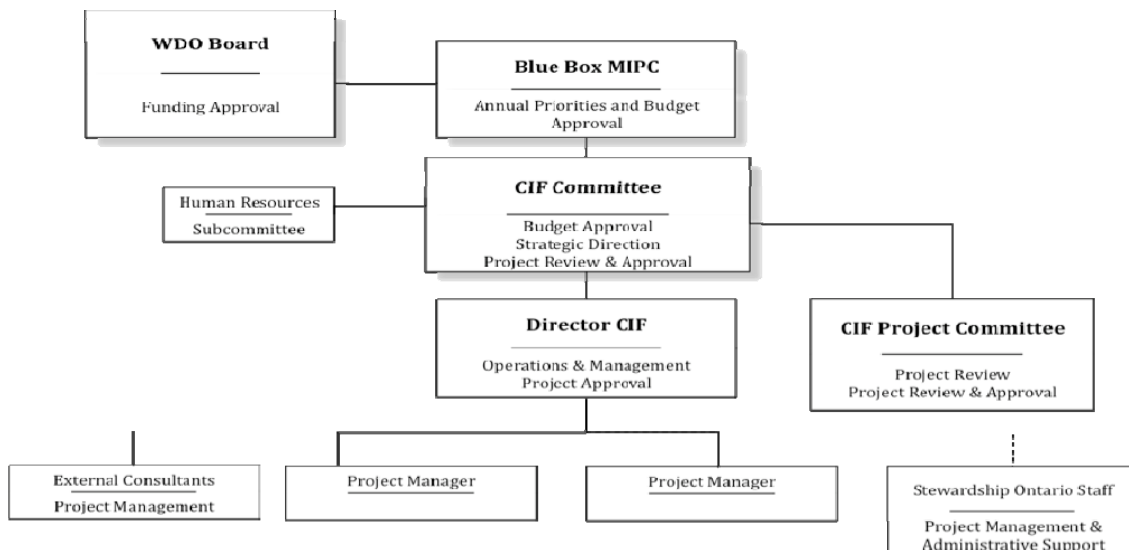 WDO Board
Funding Approval
Blue Box MIPC
Annual Priorities and Budget
Approval
CIF Committee
Budget Approval
Strategic Direction
Project Review & Approval
Human Resources
Subcommittee
Director CIF
Operations & Management
Project Approval
CIF Project Committee
Project Review
Project Review & Approval
External Consultants
Project Management
Project Manager
Project Manager
Stewardship Ontario Staff
Project Management &
Administrative Support